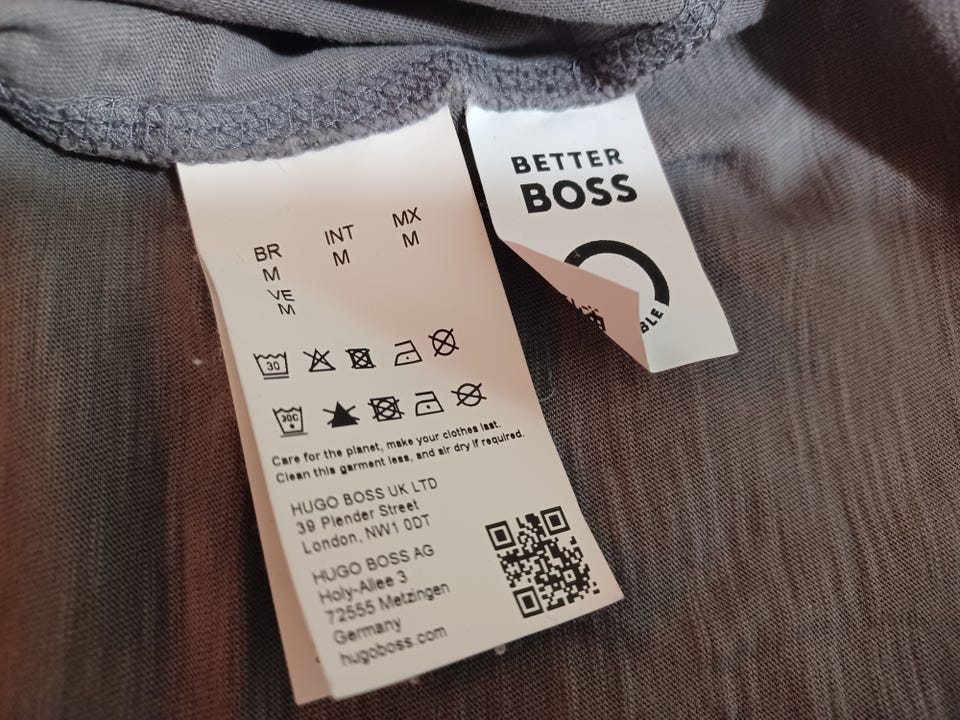 BR INT MX
M M M
VE
M
30
30C
Care for the planet, make your clothes last.
Clean this garment less, and air dry if required.
HUGO BOSS UK LTD
39 Plender Street
London, NW1 0DT
HUGO BOSS AG
Holy-Allee 3
72555 Metzingen
Germany
hugoboss.com
BETTER
BOSS
BLE